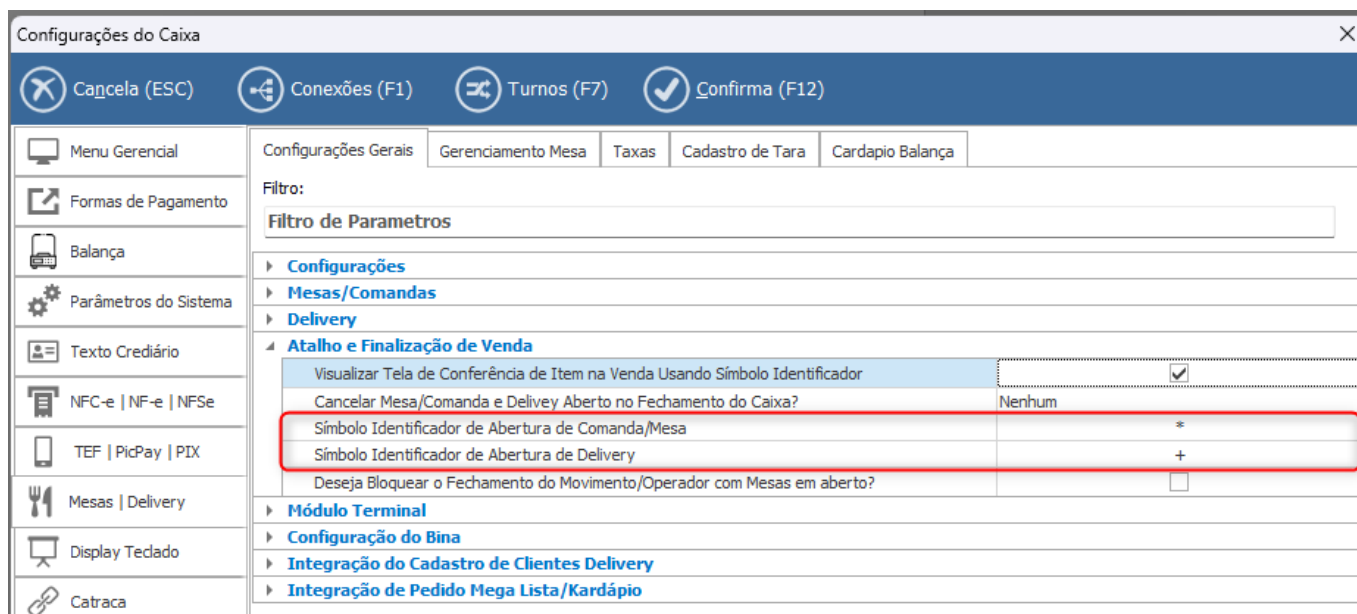 Configurações do Caixa
Cancela (ESC) Conexões (F1) Turnos (F7) Confirma (F12)
Menu Gerencial
Formas de Pagamento
Balança
Parâmetros do Sistema
Texto Crediário
NFC-e | NF-e | NFSe
TEF | PicPay | PIX
Mesas | Delivery
Display Teclado
Catraca
Configurações Gerais Gerenciamento Mesa Taxas Cadastro de Tara Cardapio Balança
Filtro:
Filtro de Parametros
Configurações
Mesas/Comandas
Delivery
Atalho e Finalização de Venda
Visualizar Tela de Conferência de Item na Venda Usando Símbolo Identificador
Cancelar Mesa/Comanda e Delivey Aberto no Fechamento do Caixa? Nenhum
Símbolo Identificador de Abertura de Comanda/Mesa *
Símbolo Identificador de Abertura de Delivery +
Deseja Bloquear o Fechamento do Movimento/Operador com Mesas em aberto?
Módulo Terminal
Configuração do Bina
Integração do Cadastro de Clientes Delivery
Integração de Pedido Mega Lista/Kardápio